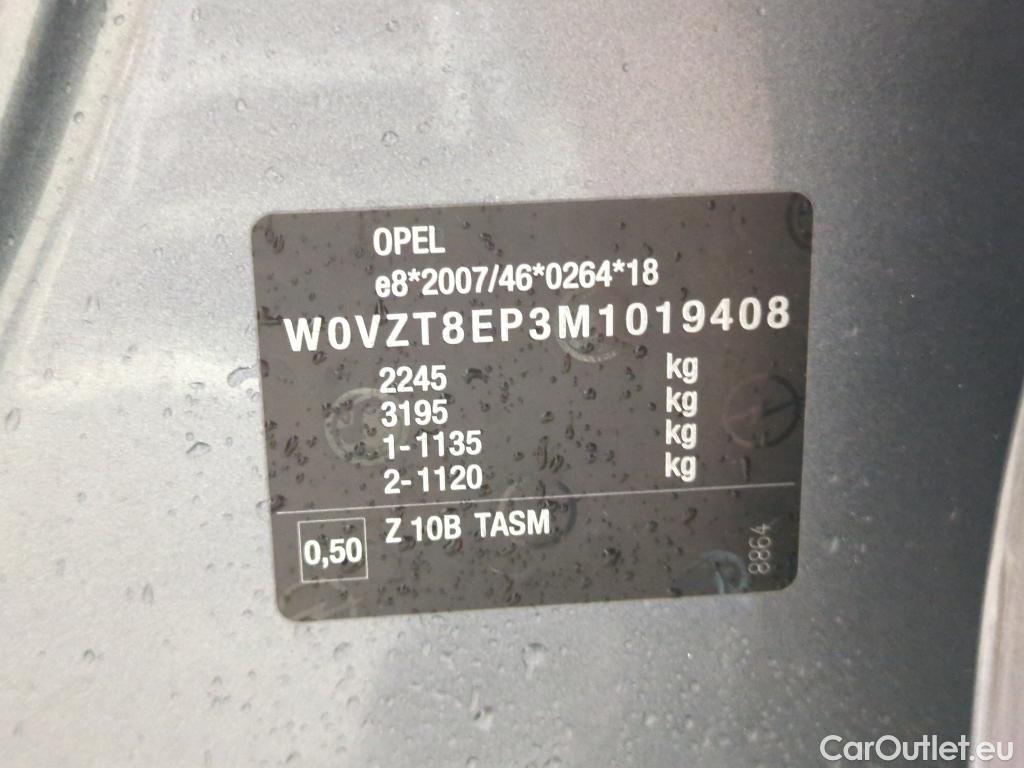 OPEL
e8*2007/46*0264*18
W0VZT8EP3M1019408
2245 kg
3195 kg
1-1135 kg
2-1120 kg
0,50 Z 10B TASM
8864
CarOutlet.eu